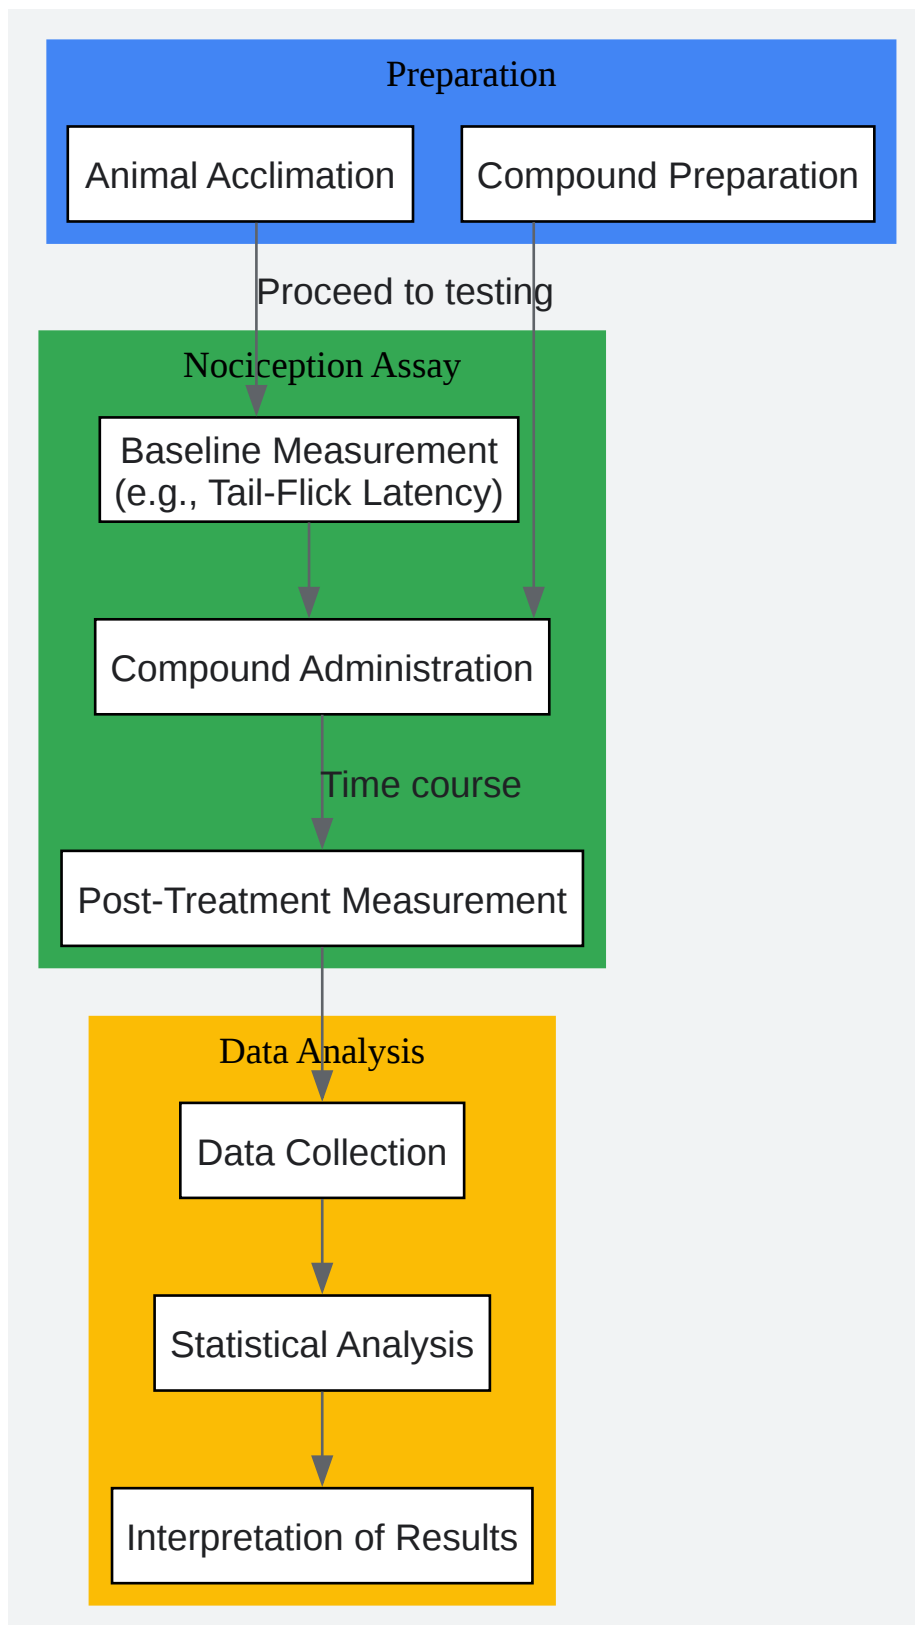 Preparation
Animal Acclimation
Compound Preparation
Proceed to testing
Nociception Assay
Baseline Measurement
(e.g., Tail-Flick Latency)
Compound Administration
Time course
Post-Treatment Measurement
Data Analysis
Data Collection
Statistical Analysis
Interpretation of Results